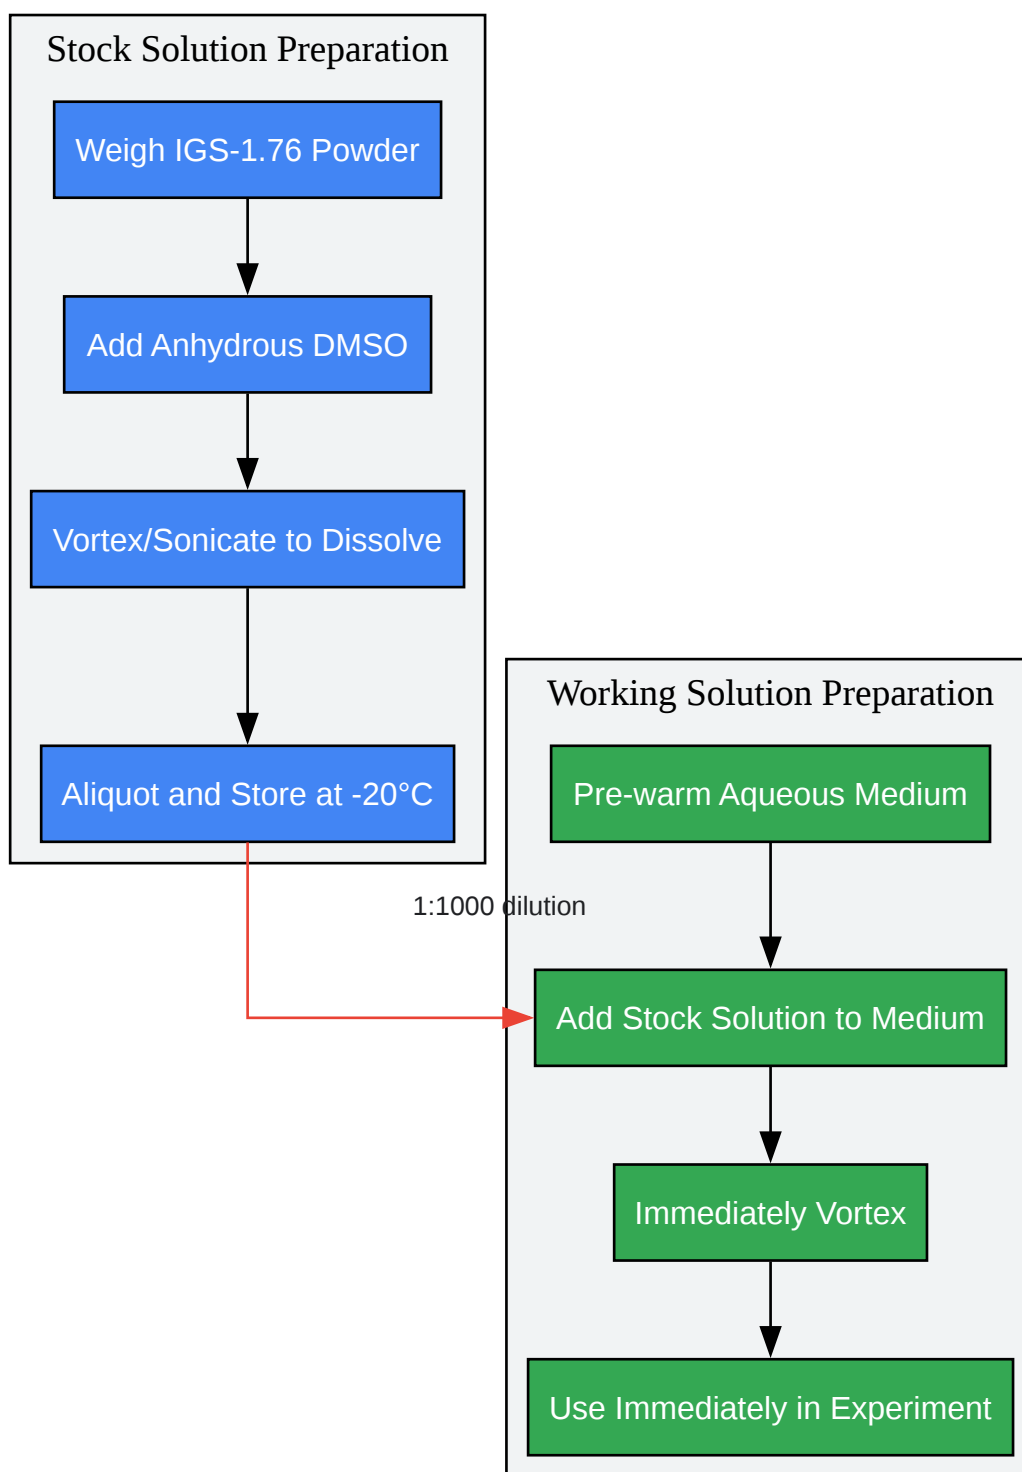 Stock Solution Preparation
Weigh IGS-1.76 Powder
Add Anhydrous DMSO
Vortex/Sonicate to Dissolve
Aliquot and Store at -20°C
1:1000 dilution
Working Solution Preparation
Pre-warm Aqueous Medium
Add Stock Solution to Medium
Immediately Vortex
Use Immediately in Experiment